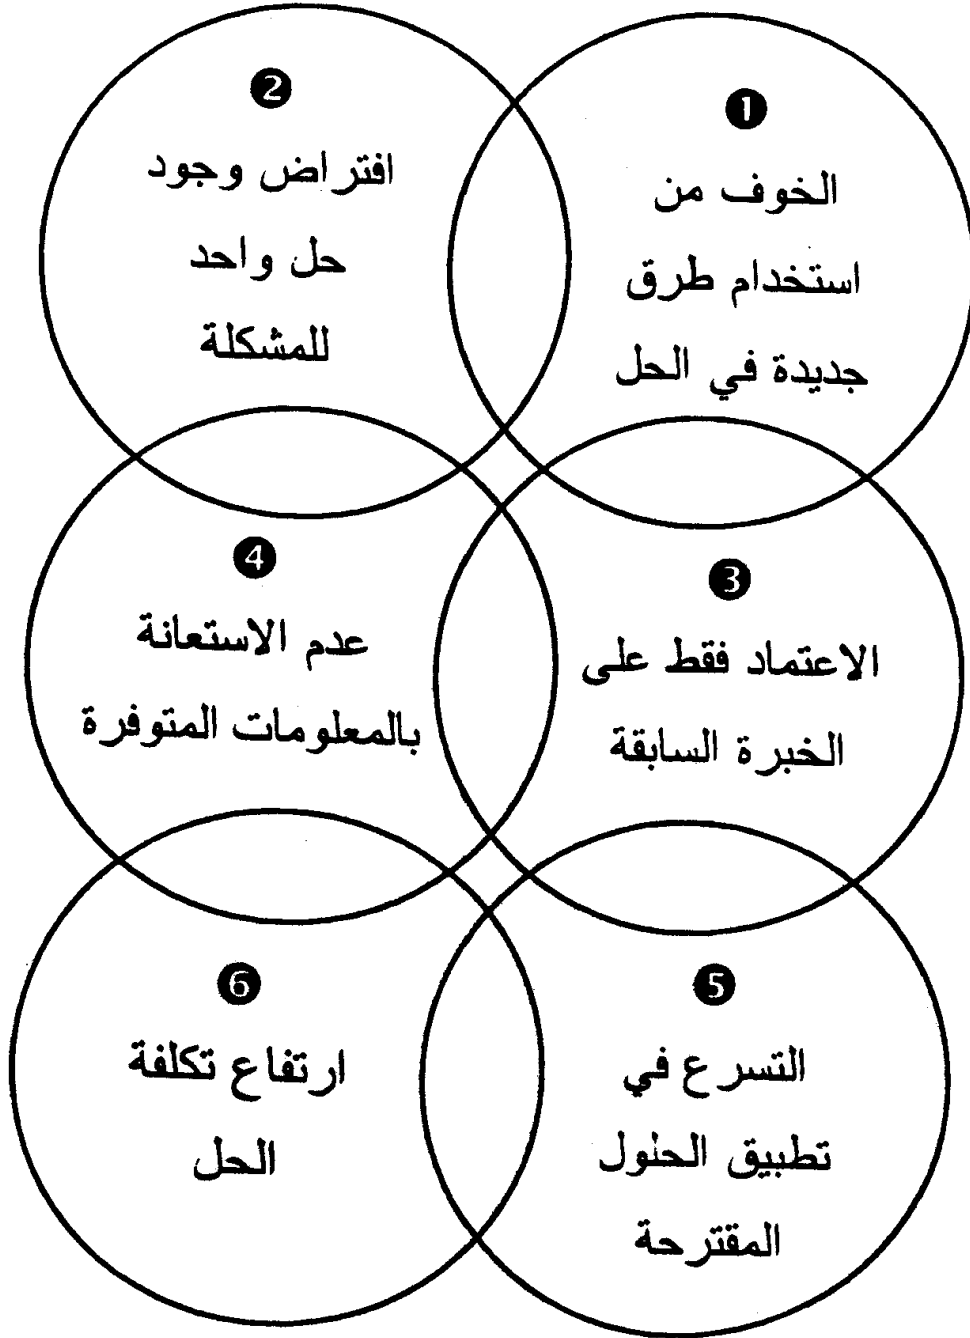 ❶
الخوف من
استخدام طرق
جديدة في الحل
❷
افتراض وجود
حل واحد
للمشكلة
❸
الاعتماد فقط على
الخبرة السابقة
❹
عدم الاستعانة
بالمعلومات المتوفرة
❺
التسرع في
تطبيق الحلول
المقترحة
❻
ارتفاع تكلفة
الحل